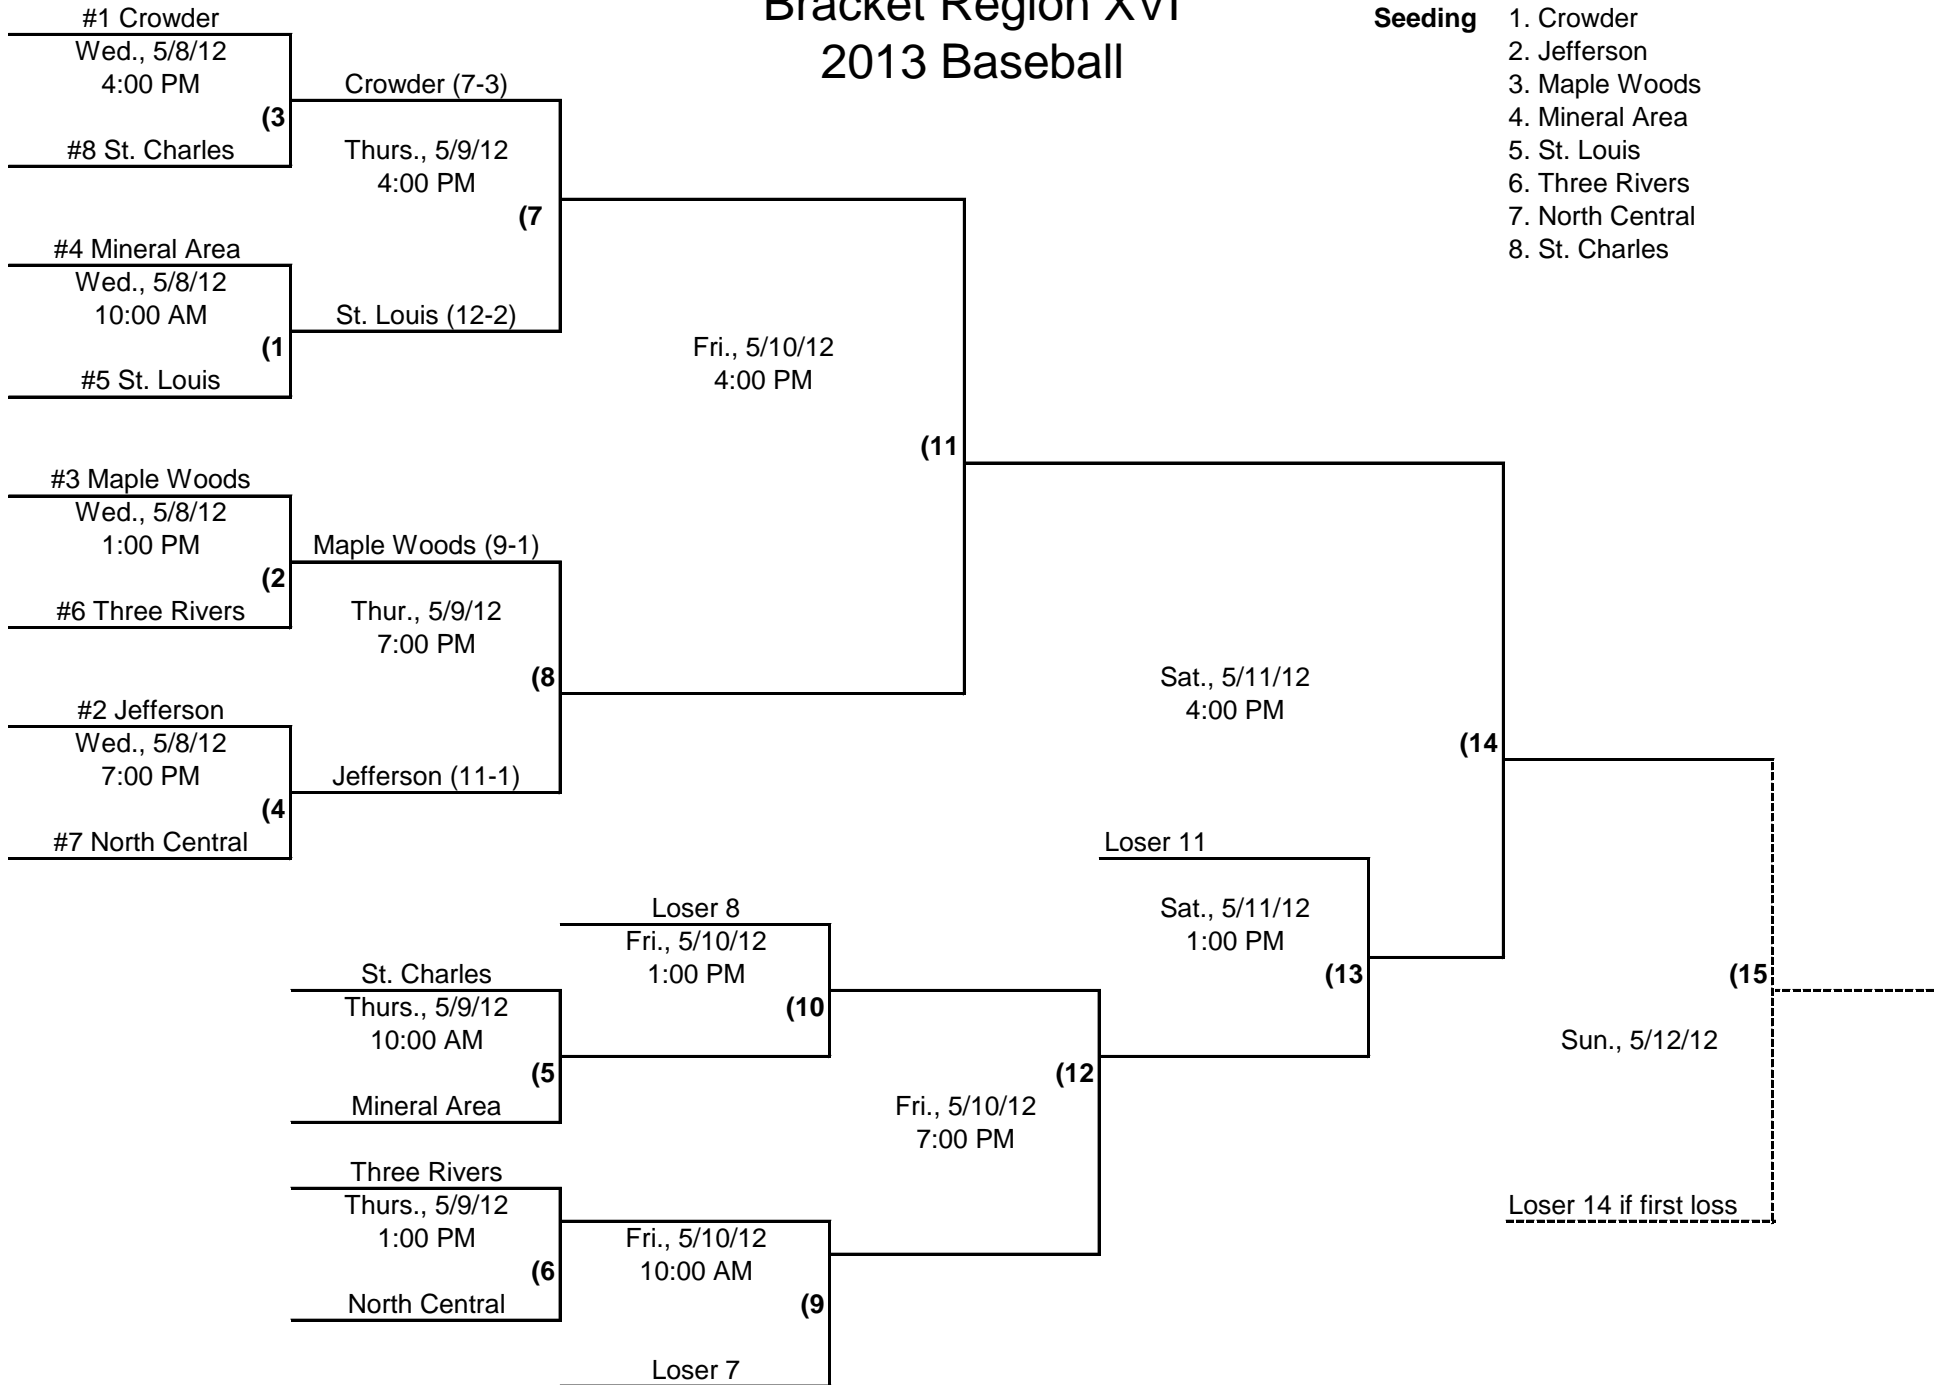 Bracket Region XVI
2013 Baseball
Seeding 1. Crowder
2. Jefferson
3. Maple Woods
4. Mineral Area
5. St. Louis
6. Three Rivers
7. North Central
8. St. Charles
#1 Crowder
Wed., 5/8/12
4:00 PM
(3
#8 St. Charles
Crowder (7-3)
Thurs., 5/9/12
4:00 PM
(7
#4 Mineral Area
Wed., 5/8/12
10:00 AM
(1
#5 St. Louis
St. Louis (12-2)
Fri., 5/10/12
4:00 PM
(11
#3 Maple Woods
Wed., 5/8/12
1:00 PM
(2
#6 Three Rivers
Maple Woods (9-1)
Thur., 5/9/12
7:00 PM
(8
#2 Jefferson
Wed., 5/8/12
7:00 PM
(4
#7 North Central
Jefferson (11-1)
Sat., 5/11/12
4:00 PM
(14
Loser 11
Sat., 5/11/12
1:00 PM
(13
Loser 8
Fri., 5/10/12
1:00 PM
(10
St. Charles
Thurs., 5/9/12
10:00 AM
(5
Mineral Area
(12
Fri., 5/10/12
7:00 PM
(15
Sun., 5/12/12
Loser 14 if first loss
Three Rivers
Thurs., 5/9/12
1:00 PM
(6
North Central
Fri., 5/10/12
10:00 AM
(9
Loser 7